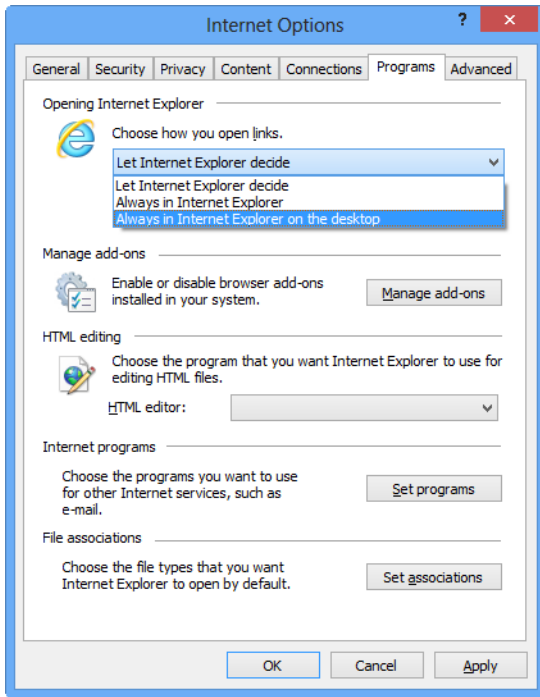 Internet Options
?
×
General
Security
Privacy
Content
Connections
Programs
Advanced
Opening Internet Explorer
Choose how you open links.
Let Internet Explorer decide
Let Internet Explorer decide
Always in Internet Explorer
Always in Internet Explorer on the desktop
Manage add-ons
Enable or disable browser add-ons
installed in your system.
Manage add-ons
HTML editing
Choose the program that you want Internet Explorer to use for
editing HTML files.
HTML editor:
Internet programs
Choose the programs you want to use
for other Internet services, such as
e-mail.
Set programs
File associations
Choose the file types that you want
Internet Explorer to open by default.
Set associations
OK
Cancel
Apply